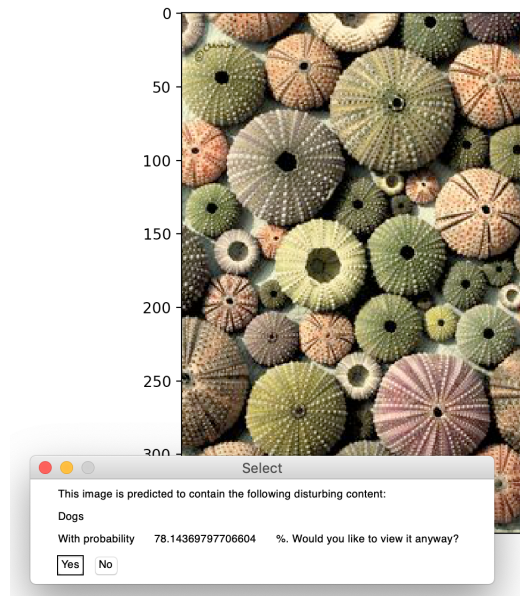 0
50
100
150
200
250
300
Select
This image is predicted to contain the following disturbing content:
Dogs
With probability 78.14369797706604 %. Would you like to view it anyway?
Yes No